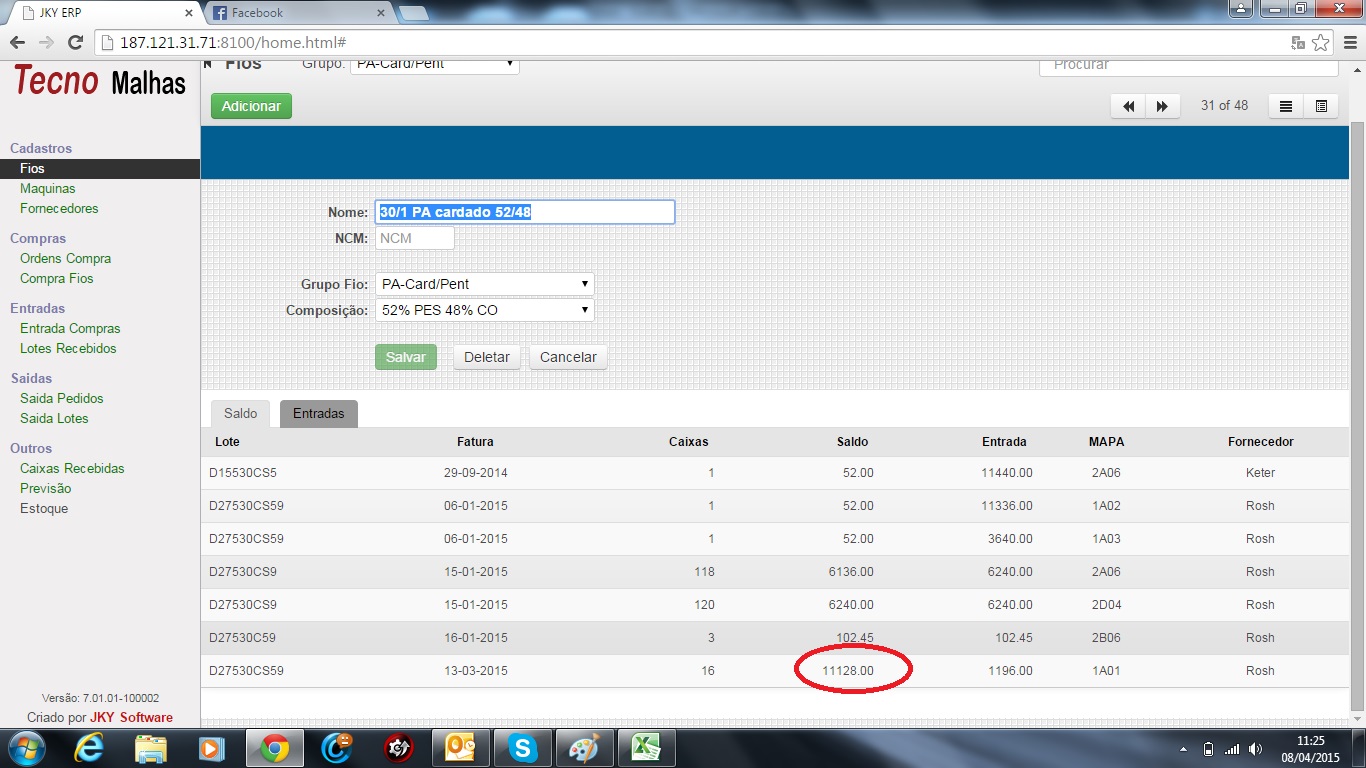 JKY ERP
Facebook
187.121.31.71:8100/home.html#
Tecno Malhas
Fios Grupo: PA-Card/Pent Procurar
Adicionar 31 of 48
Cadastros
Fios
Maquinas
Fornecedores
Compras
Ordens Compra
Compra Fios
Entradas
Entrada Compras
Lotes Recebidos
Saidas
Saida Pedidos
Saida Lotes
Outros
Caixas Recebidas
Previsão
Estoque
Versão: 7.01.01-100002
Criado por JKY Software
Nome: 30/1 PA cardado 52/48
NCM: NCM
Grupo Fio: PA-Card/Pent
Composição: 52% PES 48% CO
Salvar Deletar Cancelar
Saldo Entradas
Lote Fatura Caixas Saldo Entrada MAPA Fornecedor
D15530CS5 29-09-2014 1 52.00 11440.00 2A06 Keter
D27530CS59 06-01-2015 1 52.00 11336.00 1A02 Rosh
D27530CS59 06-01-2015 1 52.00 3640.00 1A03 Rosh
D27530CS9 15-01-2015 118 6136.00 6240.00 2A06 Rosh
D27530CS9 15-01-2015 120 6240.00 6240.00 2D04 Rosh
D27530C59 16-01-2015 3 102.45 102.45 2B06 Rosh
D27530CS59 13-03-2015 16 11128.00 1196.00 1A01 Rosh
11:25
08/04/2015